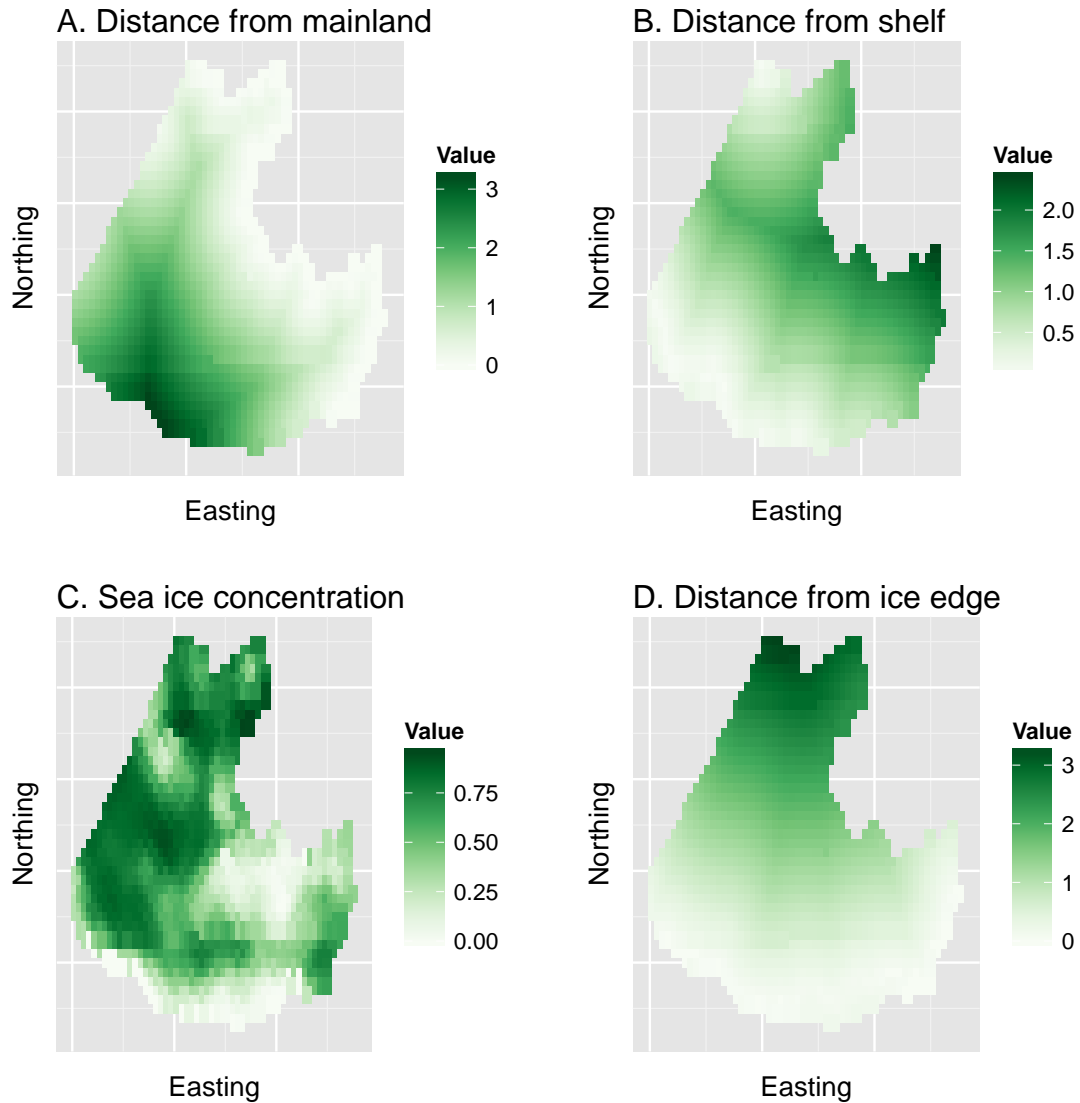 A. Distance from mainland
Northing
Easting
Value
3
2
1
0
B. Distance from shelf
Northing
Easting
Value
2.0
1.5
1.0
0.5
C. Sea ice concentration
Northing
Easting
Value
0.75
0.50
0.25
0.00
D. Distance from ice edge
Northing
Easting
Value
3
2
1
0